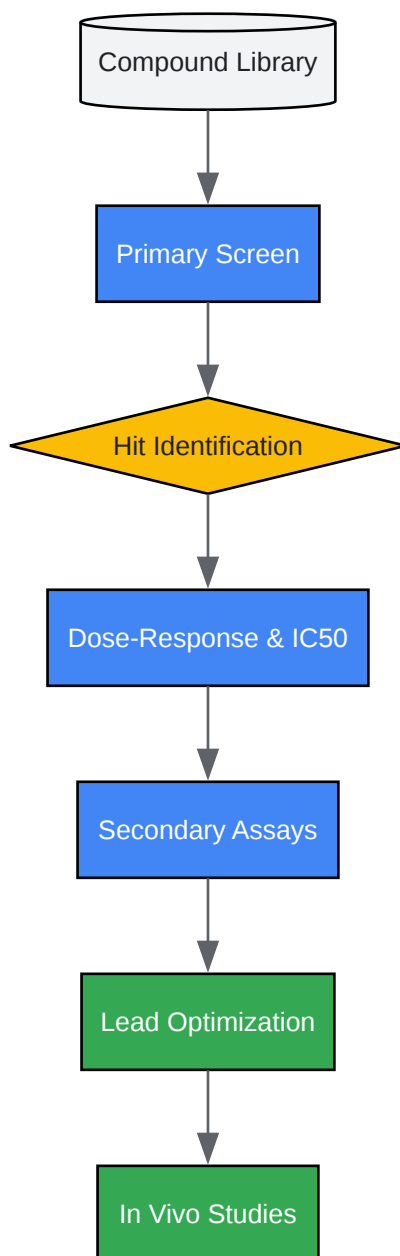 Compound Library
Primary Screen
Hit Identification
Dose-Response & IC50
Secondary Assays
Lead Optimization
In Vivo Studies